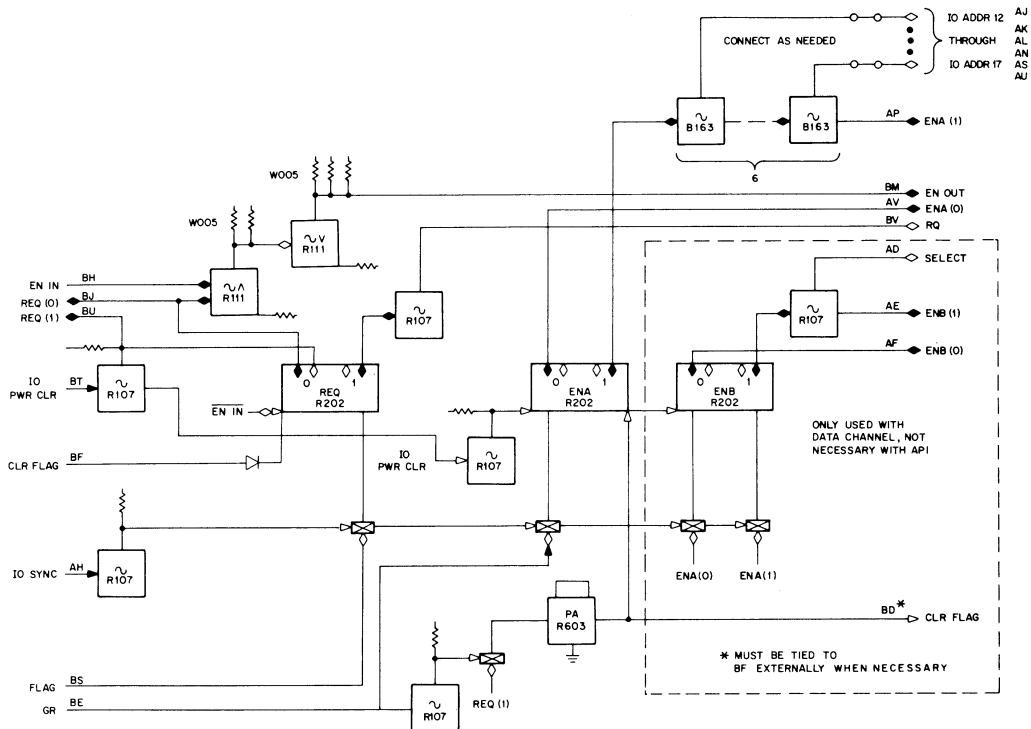 IO ADDR 12 AJ
AK
CONNECT AS NEEDED THROUGH AL
AN
IO ADDR 17 AS
AU
B163 B163 AP ENA (1)
6
W005
BM EN OUT
AV ENA (0)
BV RQ
W005
∿ V
R111
AD SELECT
EN IN BH
∿ Λ
R111
REQ (0) BJ
REQ (1) BU
R107
R107
AE ENB (1)
AF ENB (0)
IO
PWR CLR BT
R107
0 1
REQ
R202
0 1
ENA
R202
0 1
ENB
R202
EN IN
ONLY USED WITH
DATA CHANNEL, NOT
NECESSARY WITH API
CLR FLAG BF
IO
PWR CLR
R107
IO SYNC AH
R107
ENA(0) ENA(1)
PA
R603
BD* CLR FLAG
* MUST BE TIED TO
BF EXTERNALLY WHEN NECESSARY
FLAG BS
GR BE
R107
REQ (1)